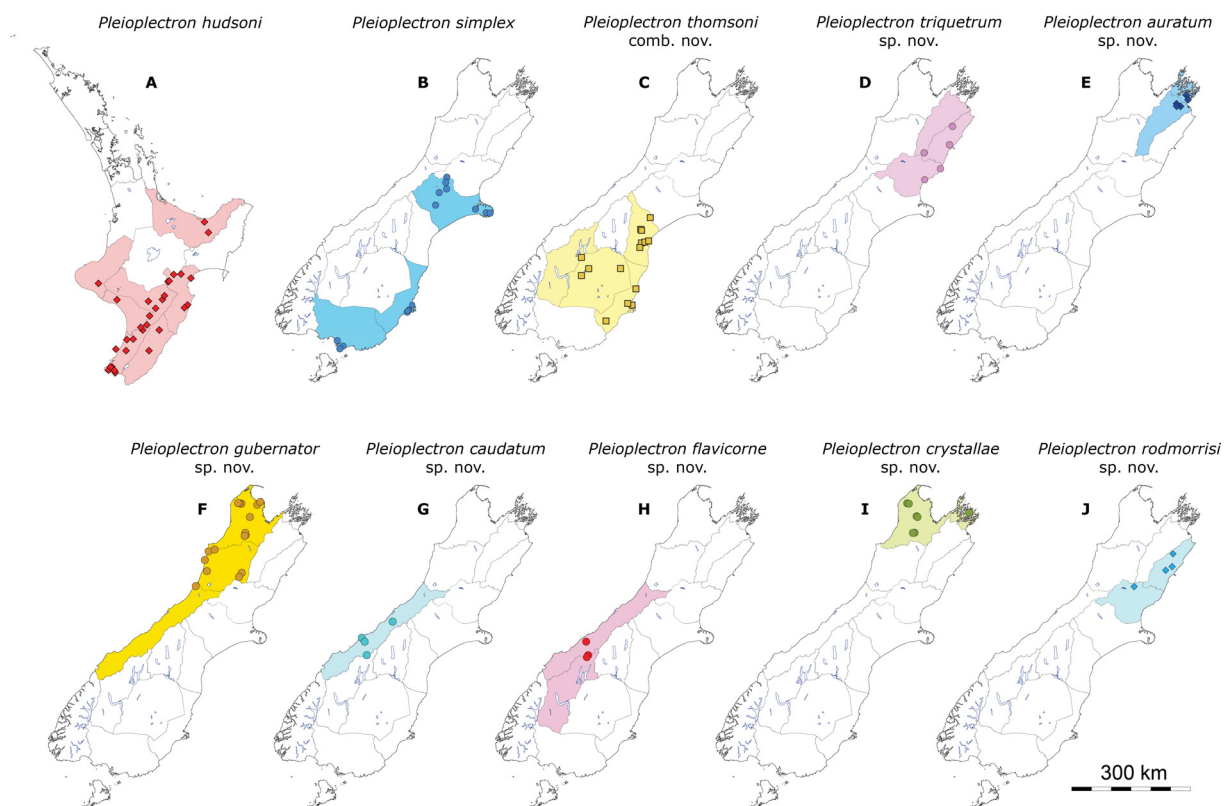 Pleioplectron hudsoni
A
Pleioplectron simplex
B
Pleioplectron thomsoni
comb. nov.
C
Pleioplectron triquetrum
sp. nov.
D
Pleioplectron auratum
sp. nov.
E
Pleioplectron gubernator
sp. nov.
F
Pleioplectron caudatum
sp. nov.
G
Pleioplectron flavicorne
sp. nov.
H
Pleioplectron crystallae
sp. nov.
I
Pleioplectron rodmorrisi
sp. nov.
J
300 km